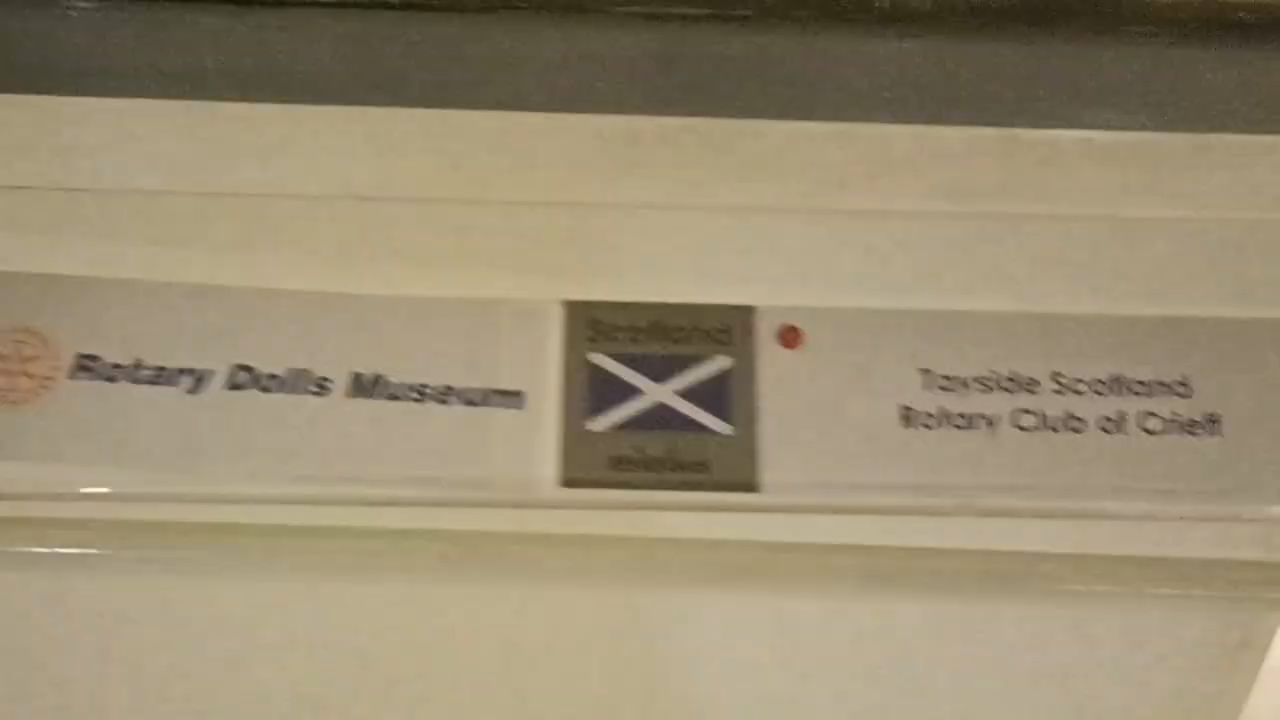 Rotary Dolls Museum
Scotland
Tayside Scotland
Rotary Club of Crieff